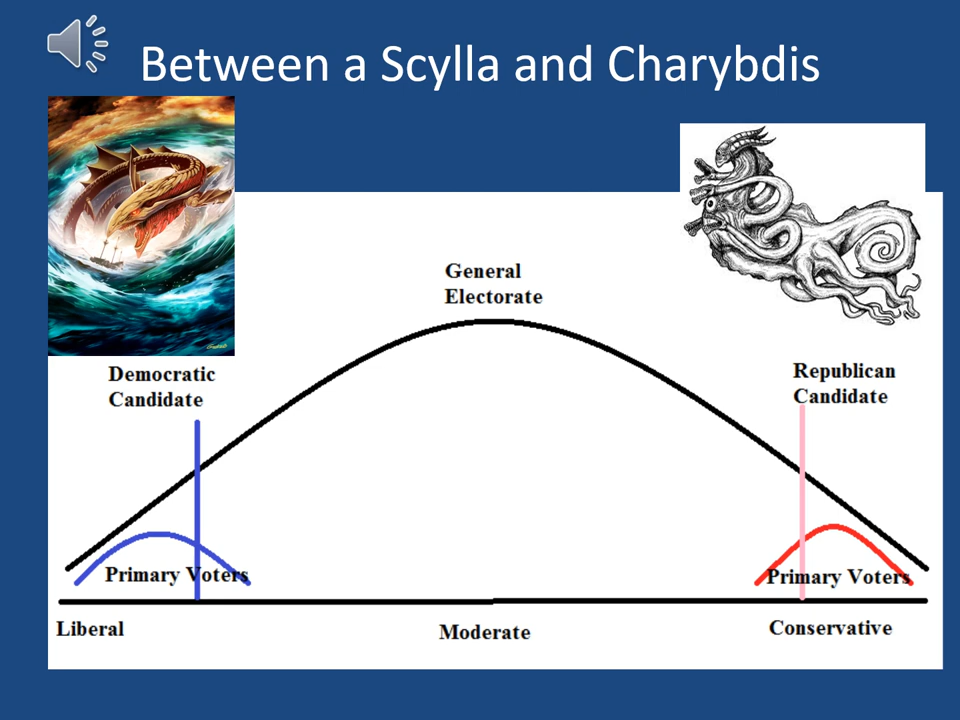 Between a Scylla and Charybdis
General
Electorate
Democratic
Candidate
Republican
Candidate
Primary Voters
Primary Voters
Liberal
Moderate
Conservative